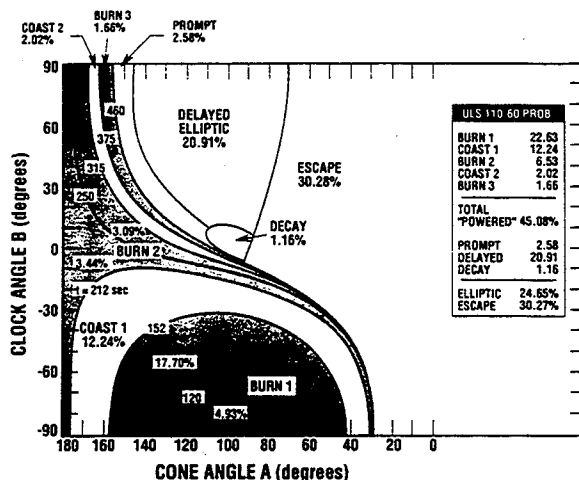 BURN 3
1.66%
COAST 2
2.02%
PROMPT
2.58%
90
60
30
0
-30
-60
-90
CLOCK ANGLE B (degrees)
460
375
315
250
DELAYED
ELLIPTIC
20.91%
ESCAPE
30.28%
DECAY
1.16%
3.09%
BURN 2
3.44%
t = 212 sec
COAST 1
12.24%
152
17.70%
BURN 1
120
4.93%
180 160 140 120 100 80 60 40 20 0
CONE ANGLE A (degrees)
ULS 110 60 PROB
BURN 1 22.63
COAST 1 12.24
BURN 2 6.53
COAST 2 2.02
BURN 3 1.66
TOTAL
"POWERED" 45.08%
PROMPT 2.58
DELAYED 20.91
DECAY 1.16
ELLIPTIC 24.65%
ESCAPE 30.27%